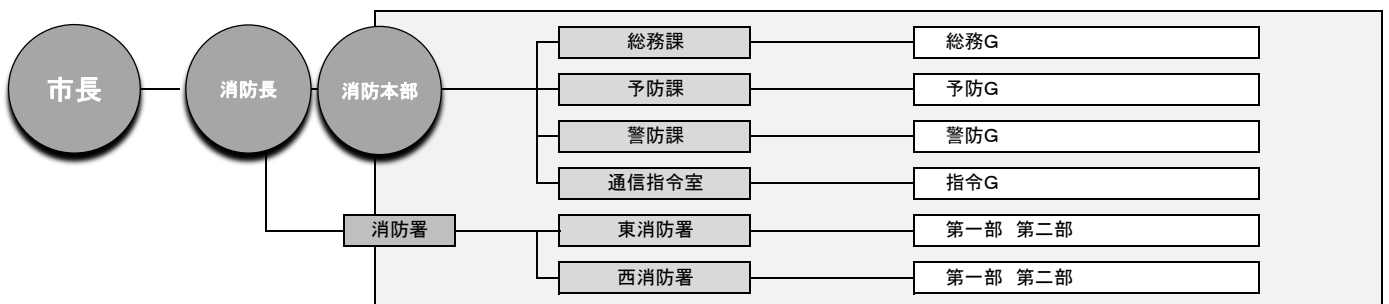 市長
消防長
消防本部
総務課 総務G
予防課 予防G
警防課 警防G
通信指令室 指令G
消防署
東消防署 第一部 第二部
西消防署 第一部 第二部